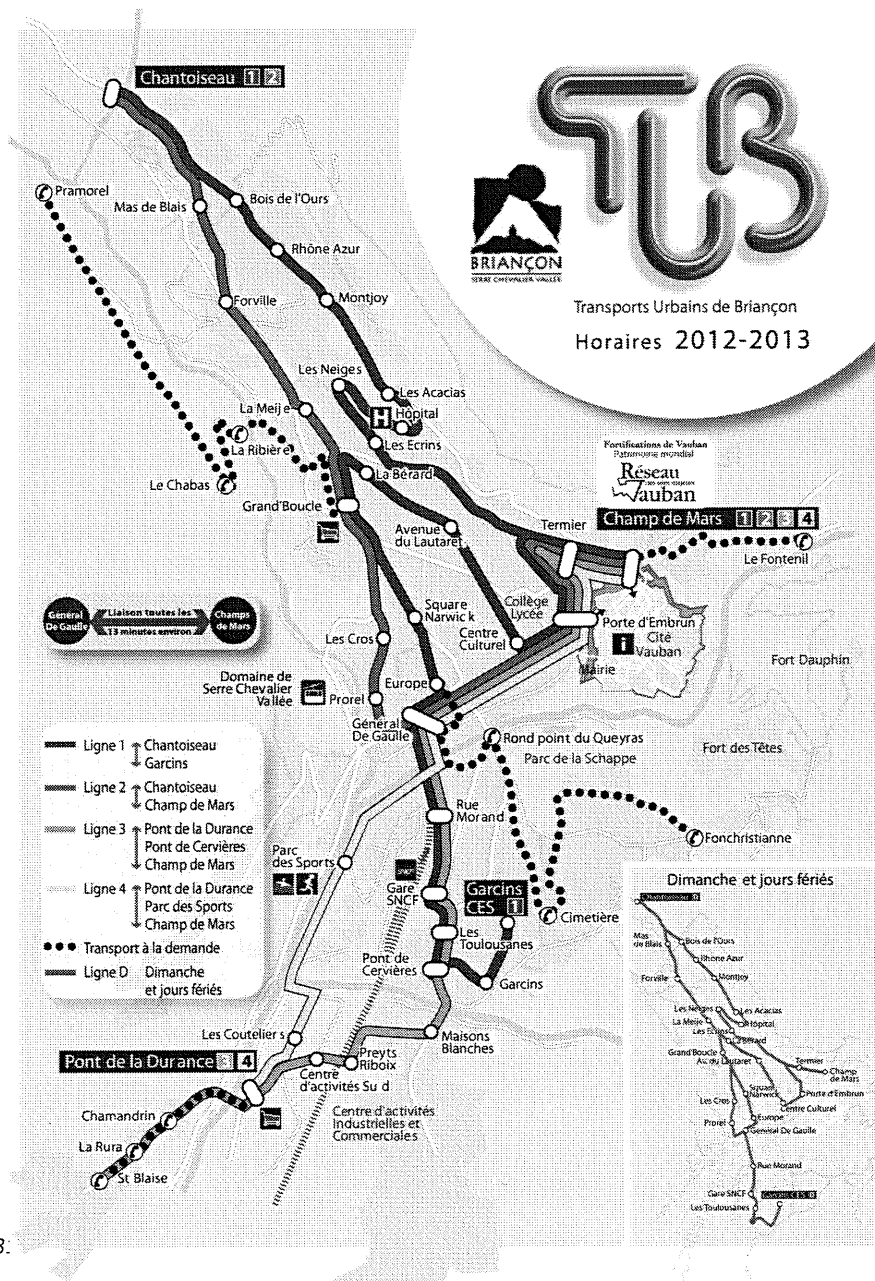 Chantoiseau 1 2
TUB
BRIANÇON
SERRE CHEVALIER VALLÉE
Transports Urbains de Briançon
Horaires 2012-2013
Pramorel
Mas de Blais
Bois de l'Ours
Rhône Azur
Forville
Montjoy
Les Neiges
Les Acacias
H
Hôpital
La Meije
La Ribière
Les Ecrins
La Bérard
Le Chabas
Grand'Boucle
Avenue
du Lautaret
Fortifications de Vauban
Patrimoine mondial
Réseau
Vauban
Termier
Champ de Mars 1 2 3 4
Le Fontenil
Général
De Gaulle
Liaison toutes les
13 minutes environ
Champs
de Mars
Square
Narwick
Collège
Lycée
Porte d'Embrun
i
Cité
Vauban
Mairie
Les Cros
Centre
Culturel
Fort Dauphin
Domaine de
Serre Chevalier
Vallée
Prorel
Europe
Général
De Gaulle
Rond point du Queyras
Parc de la Schappe
Fort des Têtes
Ligne 1 Chantoiseau
Garcins
Ligne 2 Chantoiseau
Champ de Mars
Ligne 3 Pont de la Durance
Pont de Cervières
Champ de Mars
Ligne 4 Pont de la Durance
Parc des Sports
Champ de Mars
Transport à la demande
Ligne D Dimanche
et jours fériés
Rue
Morand
Fonchristianne
Parc
des Sports
SNCF
Gare
SNCF
Garcins
CES 1
Cimetière
Les
Toulousanes
Pont de
Cervières
Garcins
Les Couteliers
Maisons
Blanches
Pont de la Durance 3 4
Preyts
Riboix
Centre
d'activités Sud
Chamandrin
Centre d'activités
Industrielles et
Commerciales
La Rura
St Blaise
Dimanche et jours fériés
Chantoiseau D
Mas
de Blais
Bois de l'Ours
Rhone Azur
Forville
Montjoy
Les Neiges
Les Acacias
La Meije
Hôpital
Les Ecrins
La Bérard
Grand'Boucle
Av. du Lautaret
Termier
Champ
de Mars
Square
Narwick
Porte d'Embrun
Les Cros
Centre Culturel
Prorel
Europe
Général De Gaulle
Rue Morand
Gare SNCF
Garcins CES D
Les Toulousanes